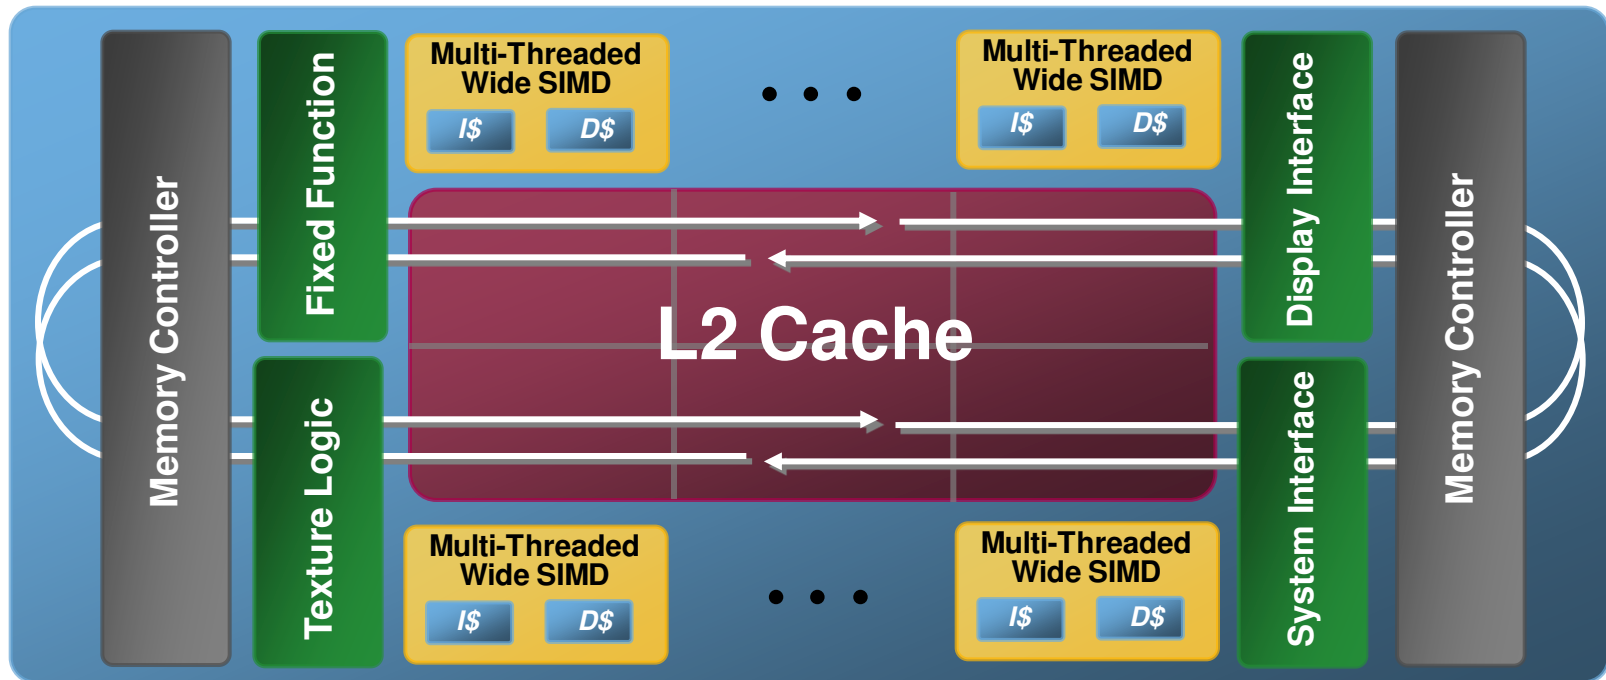 Memory Controller
Fixed Function
Texture Logic
Multi-Threaded
Wide SIMD
I$ D$
• • •
Multi-Threaded
Wide SIMD
I$ D$
L2 Cache
Multi-Threaded
Wide SIMD
I$ D$
• • •
Multi-Threaded
Wide SIMD
I$ D$
Display Interface
System Interface
Memory Controller